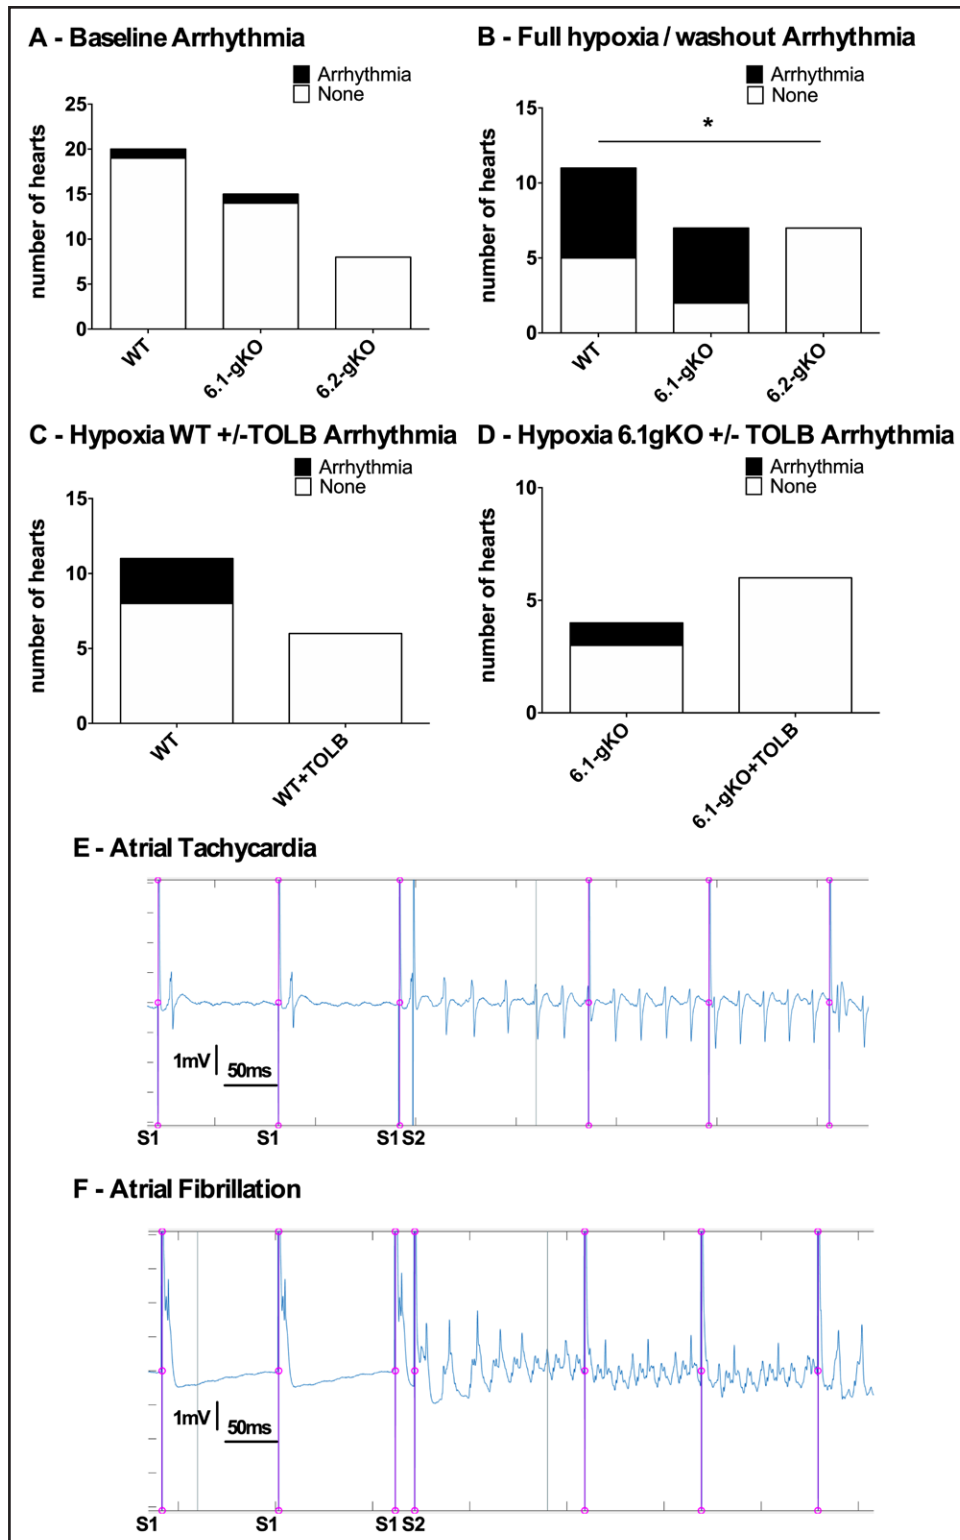 A - Baseline Arrhythmia
Arrhythmia
None
number of hearts
25
20
15
10
5
0
WT
6.1-gKO
6.2-gKO
B - Full hypoxia / washout Arrhythmia
Arrhythmia
None
number of hearts
15
10
5
0
*
WT
6.1-gKO
6.2-gKO
C - Hypoxia WT +/-TOLB Arrhythmia
Arrhythmia
None
number of hearts
15
10
5
0
WT
WT+TOLB
D - Hypoxia 6.1gKO +/- TOLB Arrhythmia
Arrhythmia
None
number of hearts
10
5
0
6.1-gKO
6.1-gKO+TOLB
E - Atrial Tachycardia
1mV
50ms
S1 S1 S1 S2
F - Atrial Fibrillation
1mV
50ms
S1 S1 S1 S2